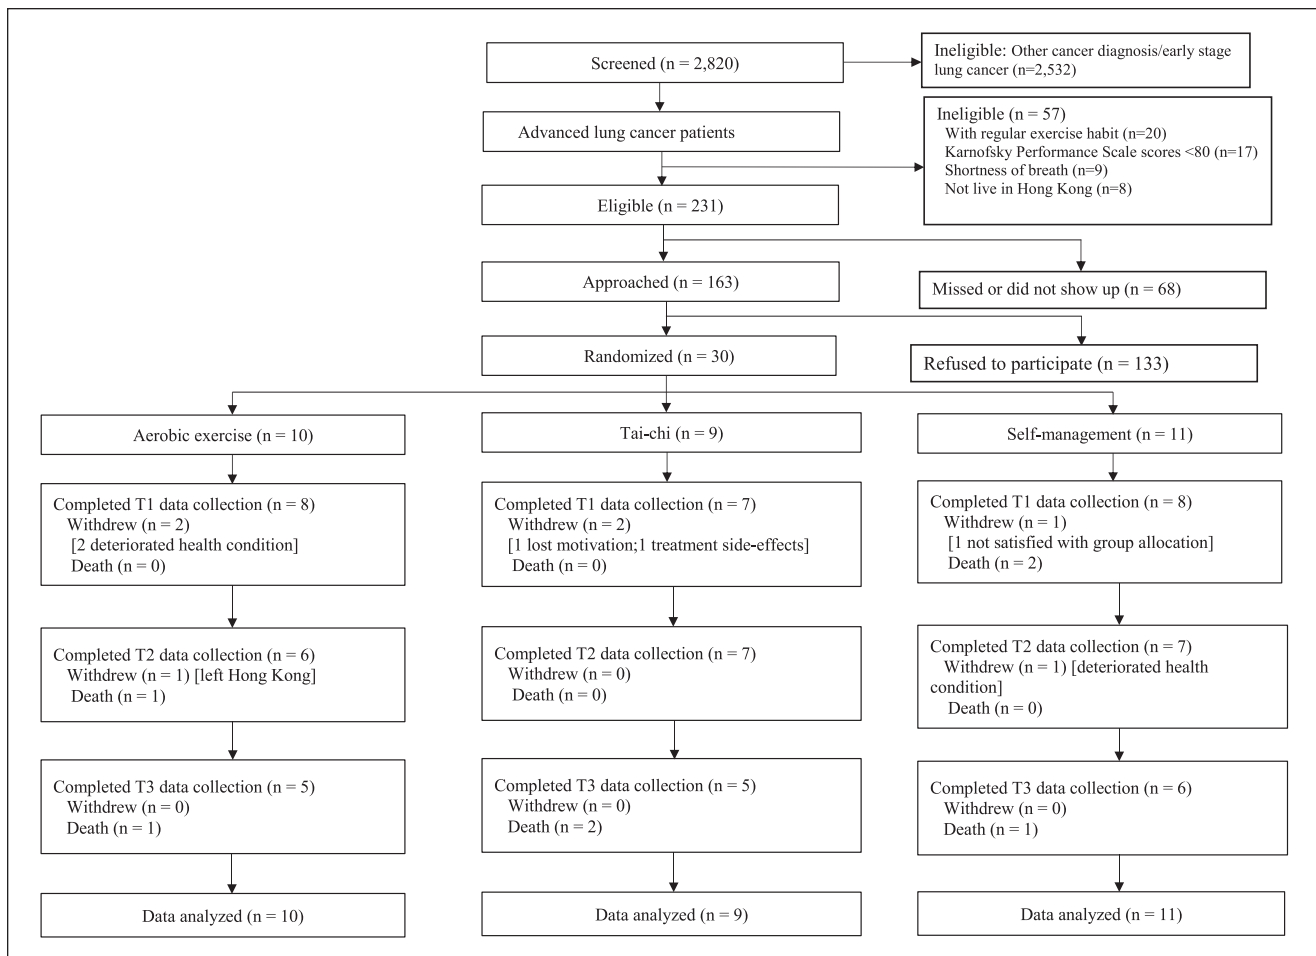 Screened (n = 2,820)
Ineligible: Other cancer diagnosis/early stage
lung cancer (n=2,532)
Advanced lung cancer patients
Ineligible (n = 57)
With regular exercise habit (n=20)
Karnofsky Performance Scale scores <80 (n=17)
Shortness of breath (n=9)
Not live in Hong Kong (n=8)
Eligible (n = 231)
Approached (n = 163)
Missed or did not show up (n = 68)
Randomized (n = 30)
Refused to participate (n = 133)
Aerobic exercise (n = 10)
Tai-chi (n = 9)
Self-management (n = 11)
Completed T1 data collection (n = 8)
Withdrew (n = 2)
[2 deteriorated health condition]
Death (n = 0)
Completed T1 data collection (n = 7)
Withdrew (n = 2)
[1 lost motivation;1 treatment side-effects]
Death (n = 0)
Completed T1 data collection (n = 8)
Withdrew (n = 1)
[1 not satisfied with group allocation]
Death (n = 2)
Completed T2 data collection (n = 6)
Withdrew (n = 1) [left Hong Kong]
Death (n = 1)
Completed T2 data collection (n = 7)
Withdrew (n = 0)
Death (n = 0)
Completed T2 data collection (n = 7)
Withdrew (n = 1) [deteriorated health
condition]
Death (n = 0)
Completed T3 data collection (n = 5)
Withdrew (n = 0)
Death (n = 1)
Completed T3 data collection (n = 5)
Withdrew (n = 0)
Death (n = 2)
Completed T3 data collection (n = 6)
Withdrew (n = 0)
Death (n = 1)
Data analyzed (n = 10)
Data analyzed (n = 9)
Data analyzed (n = 11)